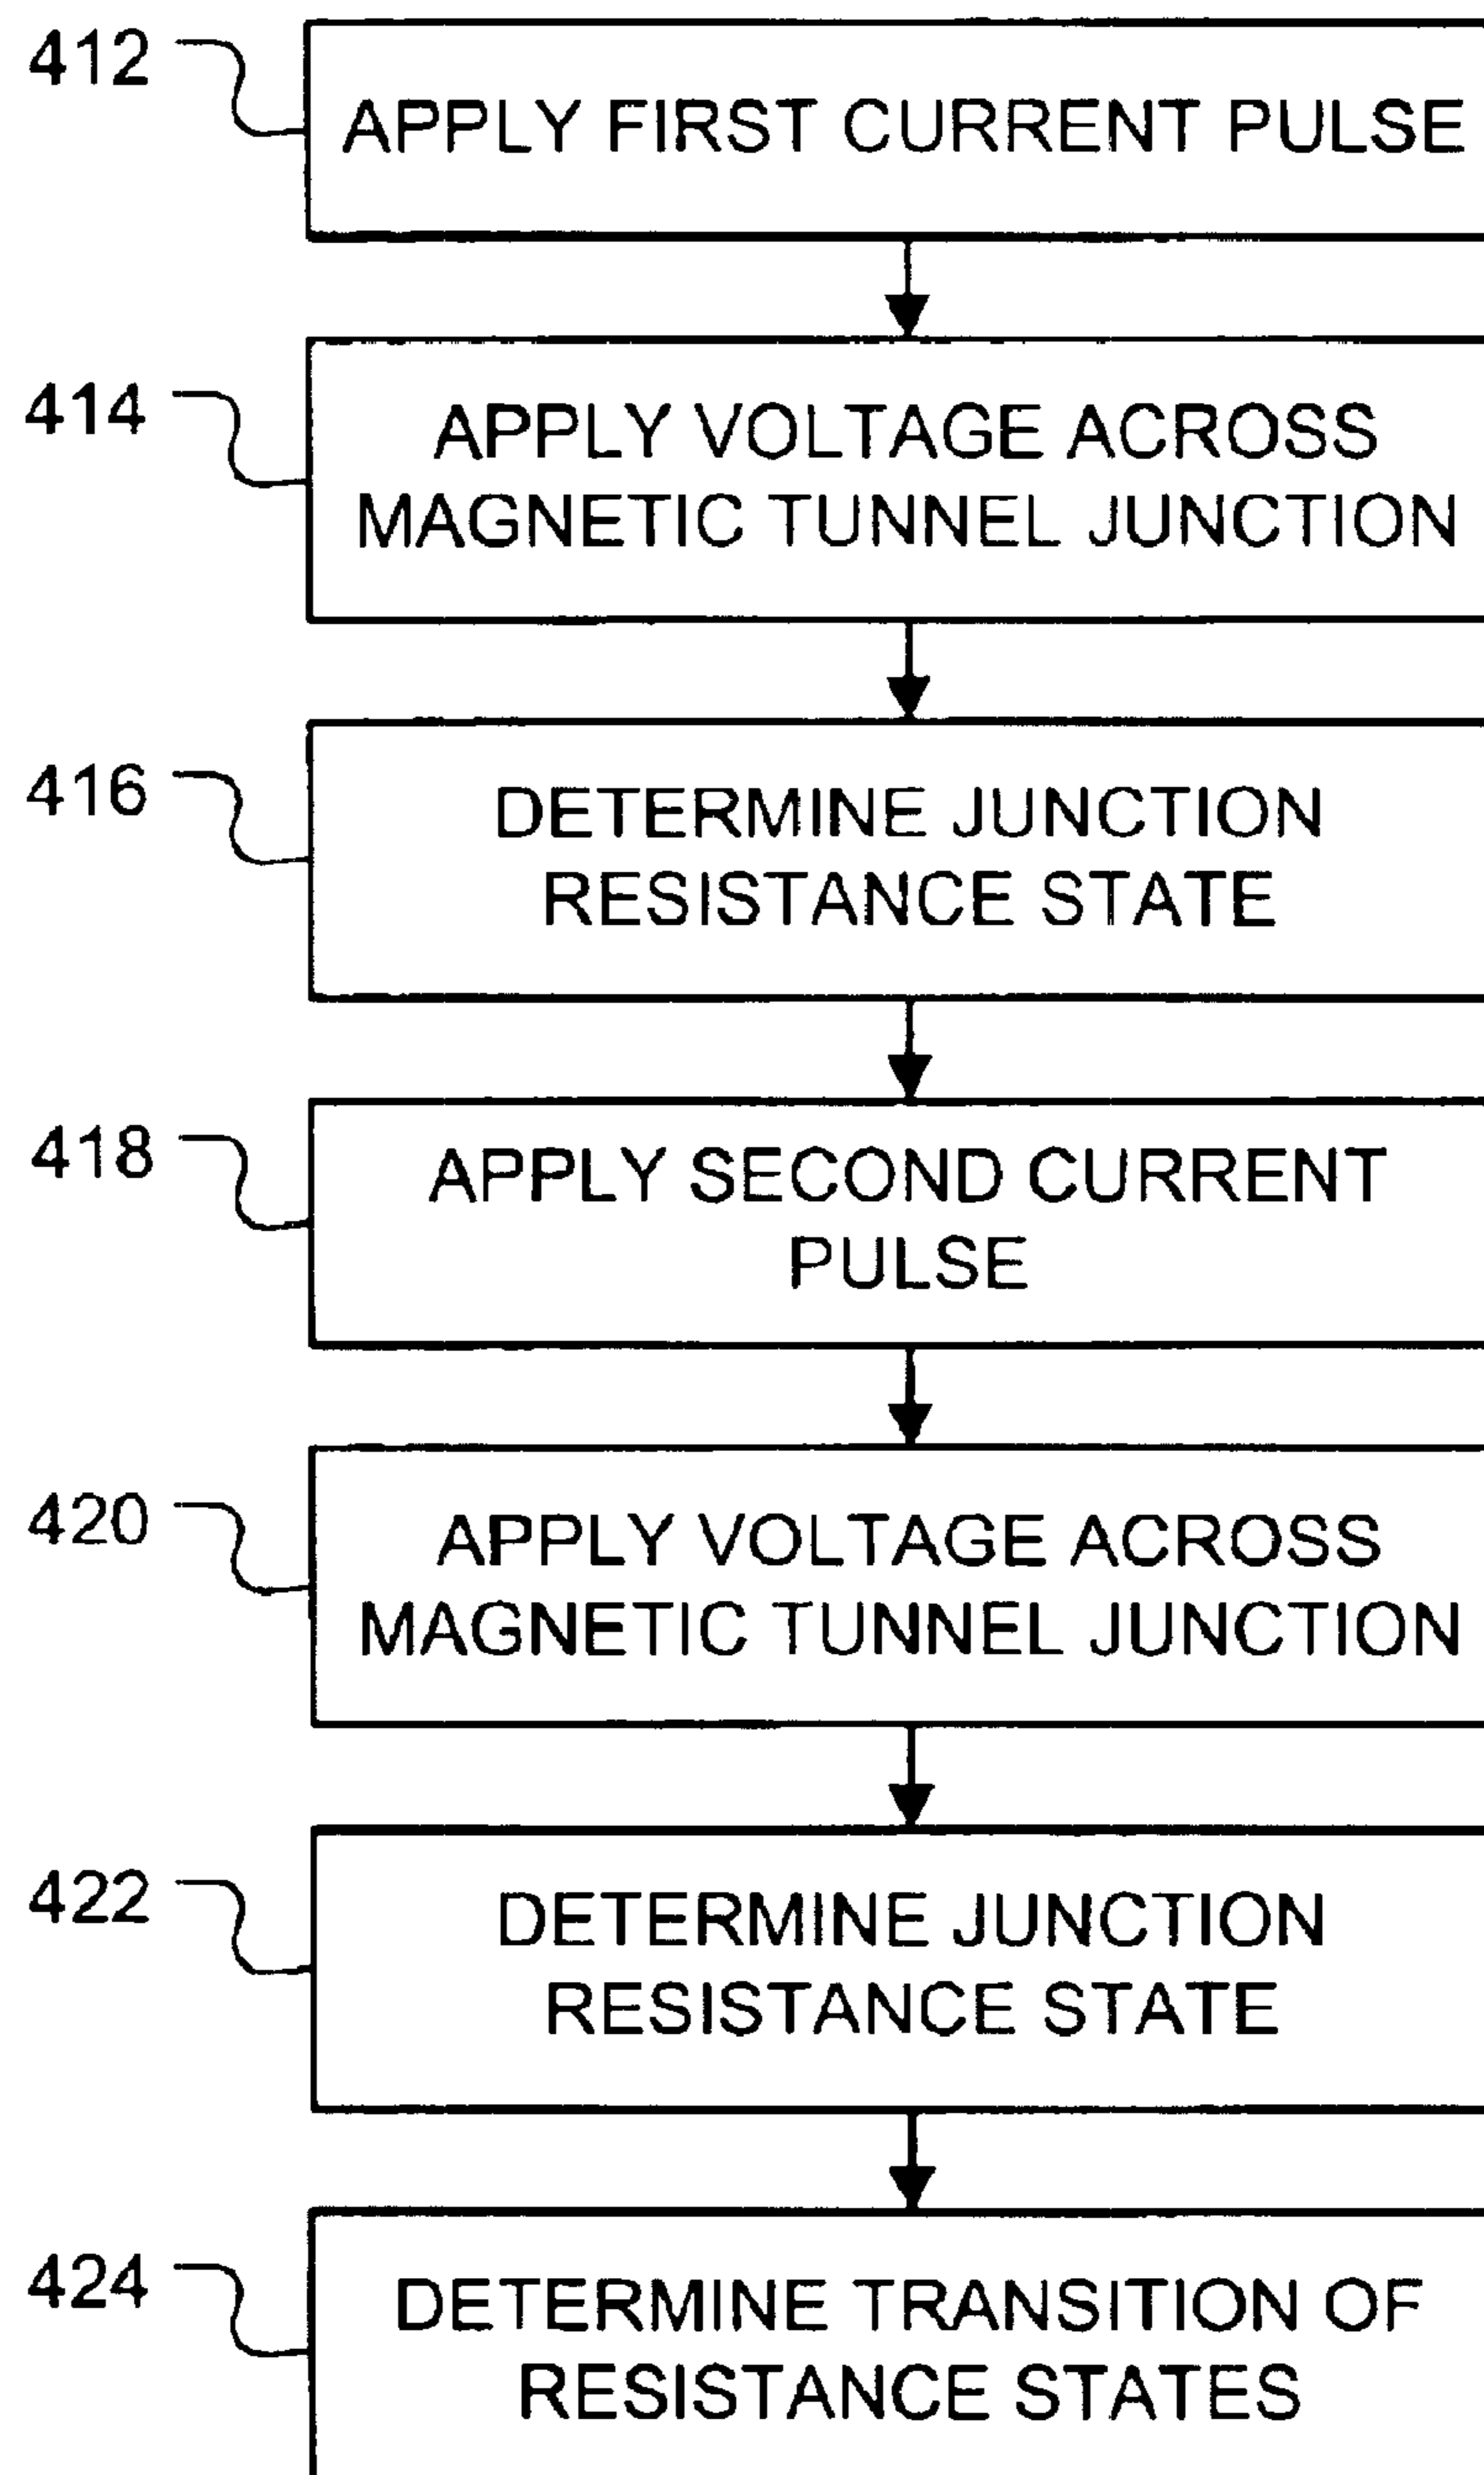 412
APPLY FIRST CURRENT PULSE
414
APPLY VOLTAGE ACROSS
MAGNETIC TUNNEL JUNCTION
416
DETERMINE JUNCTION
RESISTANCE STATE
418
APPLY SECOND CURRENT
PULSE
420
APPLY VOLTAGE ACROSS
MAGNETIC TUNNEL JUNCTION
422
DETERMINE JUNCTION
RESISTANCE STATE
424
DETERMINE TRANSITION OF
RESISTANCE STATES